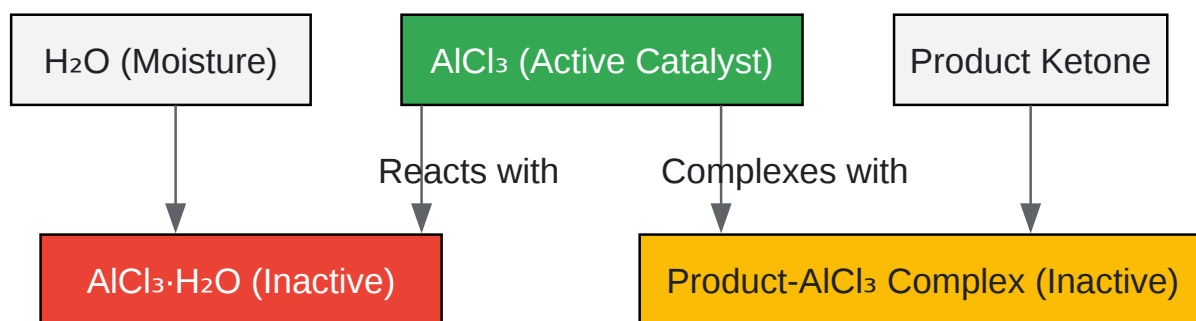 H₂O (Moisture)
AlCl₃ (Active Catalyst)
Product Ketone
Reacts with
Complexes with
AlCl₃·H₂O (Inactive)
Product-AlCl₃ Complex (Inactive)